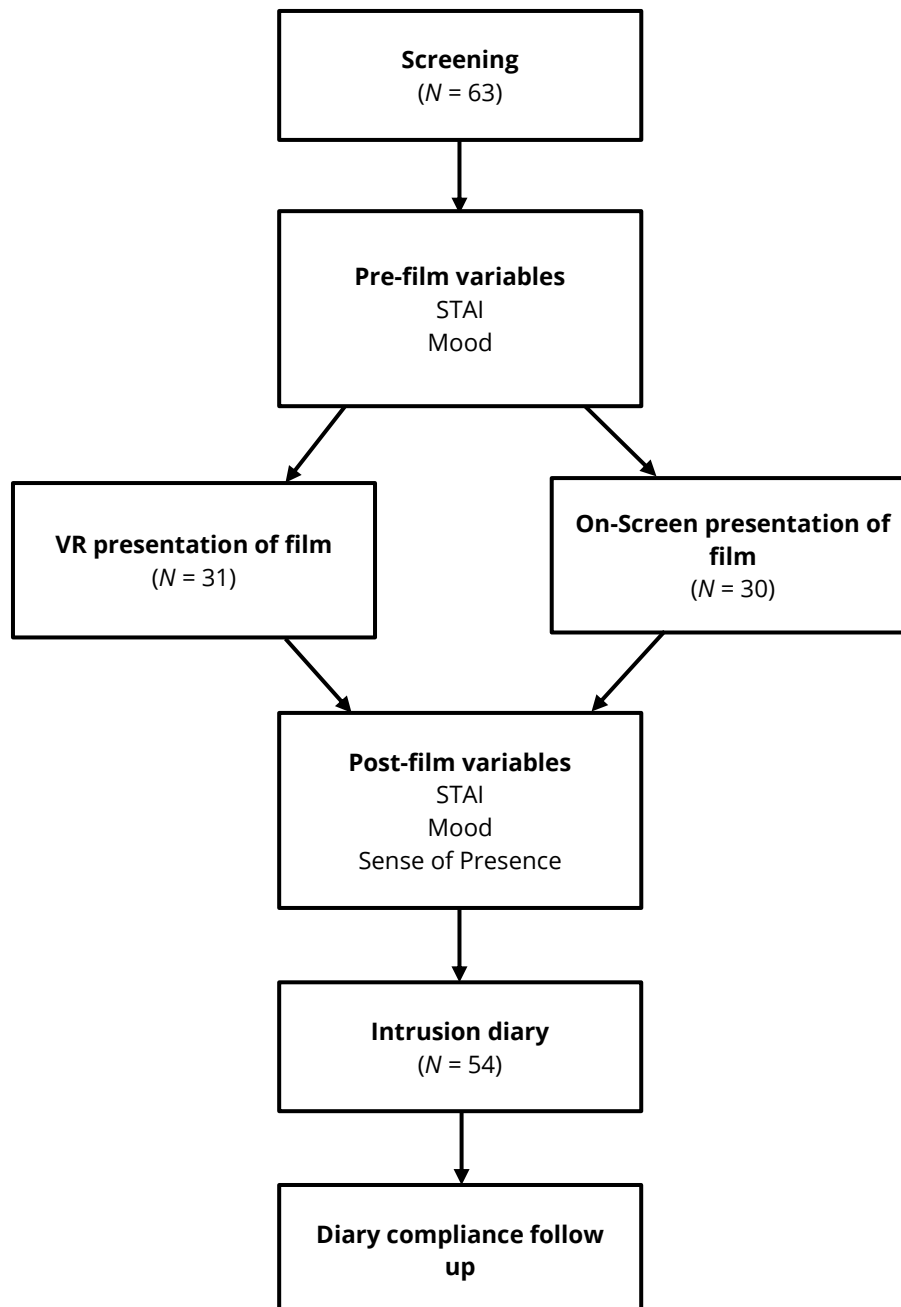 Screening
(N = 63)
Pre-film variables
STAI
Mood
VR presentation of film
(N = 31)
On-Screen presentation of
film
(N = 30)
Post-film variables
STAI
Mood
Sense of Presence
Intrusion diary
(N = 54)
Diary compliance follow
up